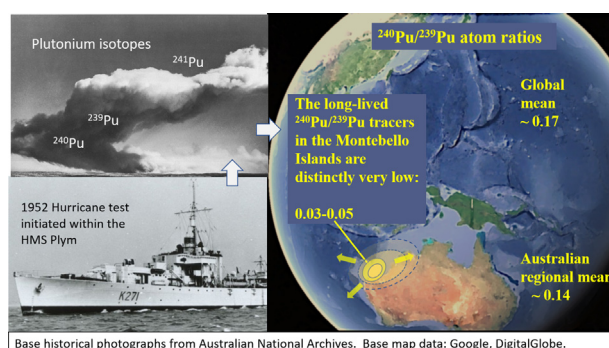 Plutonium isotopes
²⁴¹Pu
²³⁹Pu
²⁴⁰Pu
1952 Hurricane test
initiated within the
HMS Plym
K271
²⁴⁰Pu/²³⁹Pu atom ratios
Global
mean
~ 0.17
The long-lived
²⁴⁰Pu/²³⁹Pu tracers
in the Montebello
Islands are
distinctly very low:
0.03-0.05
Australian
regional mean
~ 0.14
Base historical photographs from Australian National Archives. Base map data: Google, DigitalGlobe.